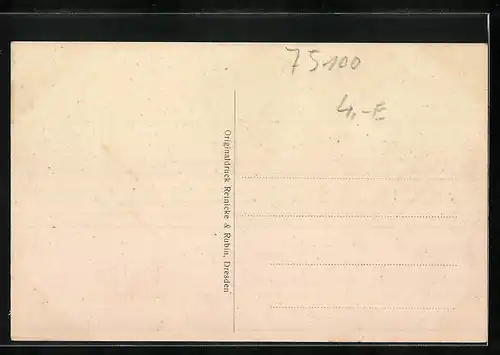 75100
4,-E
Originaldruck Reinicke & Rubin, Dresden